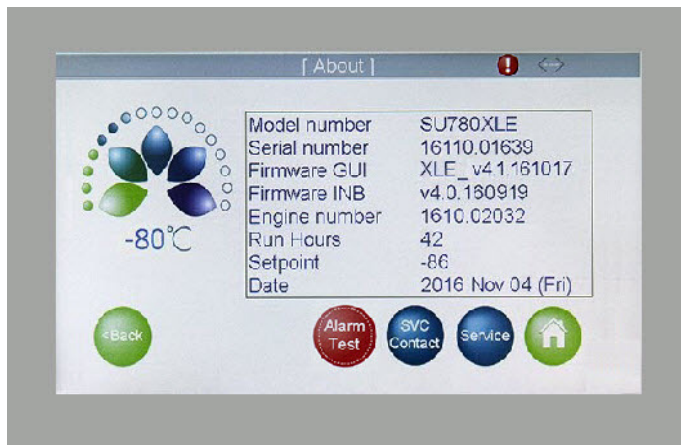 [ About ]
-80°C
Model number SU780XLE
Serial number 16110.01639
Firmware GUI XLE_ v4.1.161017
Firmware INB v4.0.160919
Engine number 1610.02032
Run Hours 42
Setpoint -86
Date 2016 Nov 04 (Fri)
<Back
Alarm Test
SVC Contact
Service